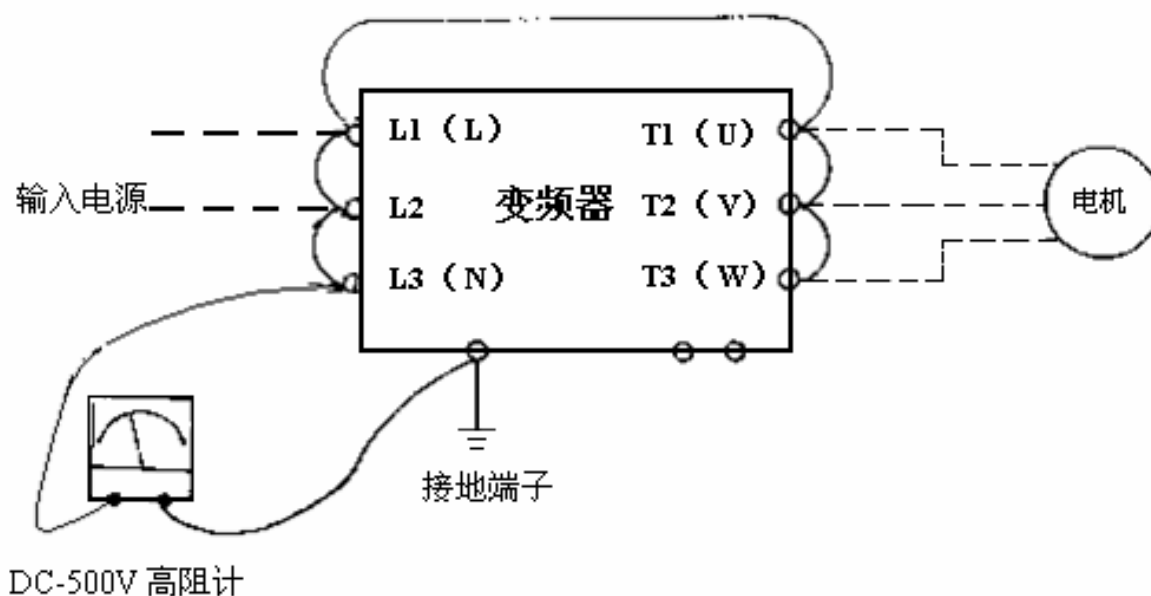 L1 (L)
T1 (U)
输入电源
L2
变频器
T2 (V)
电机
L3 (N)
T3 (W)
接地端子
DC-500V 高阻计